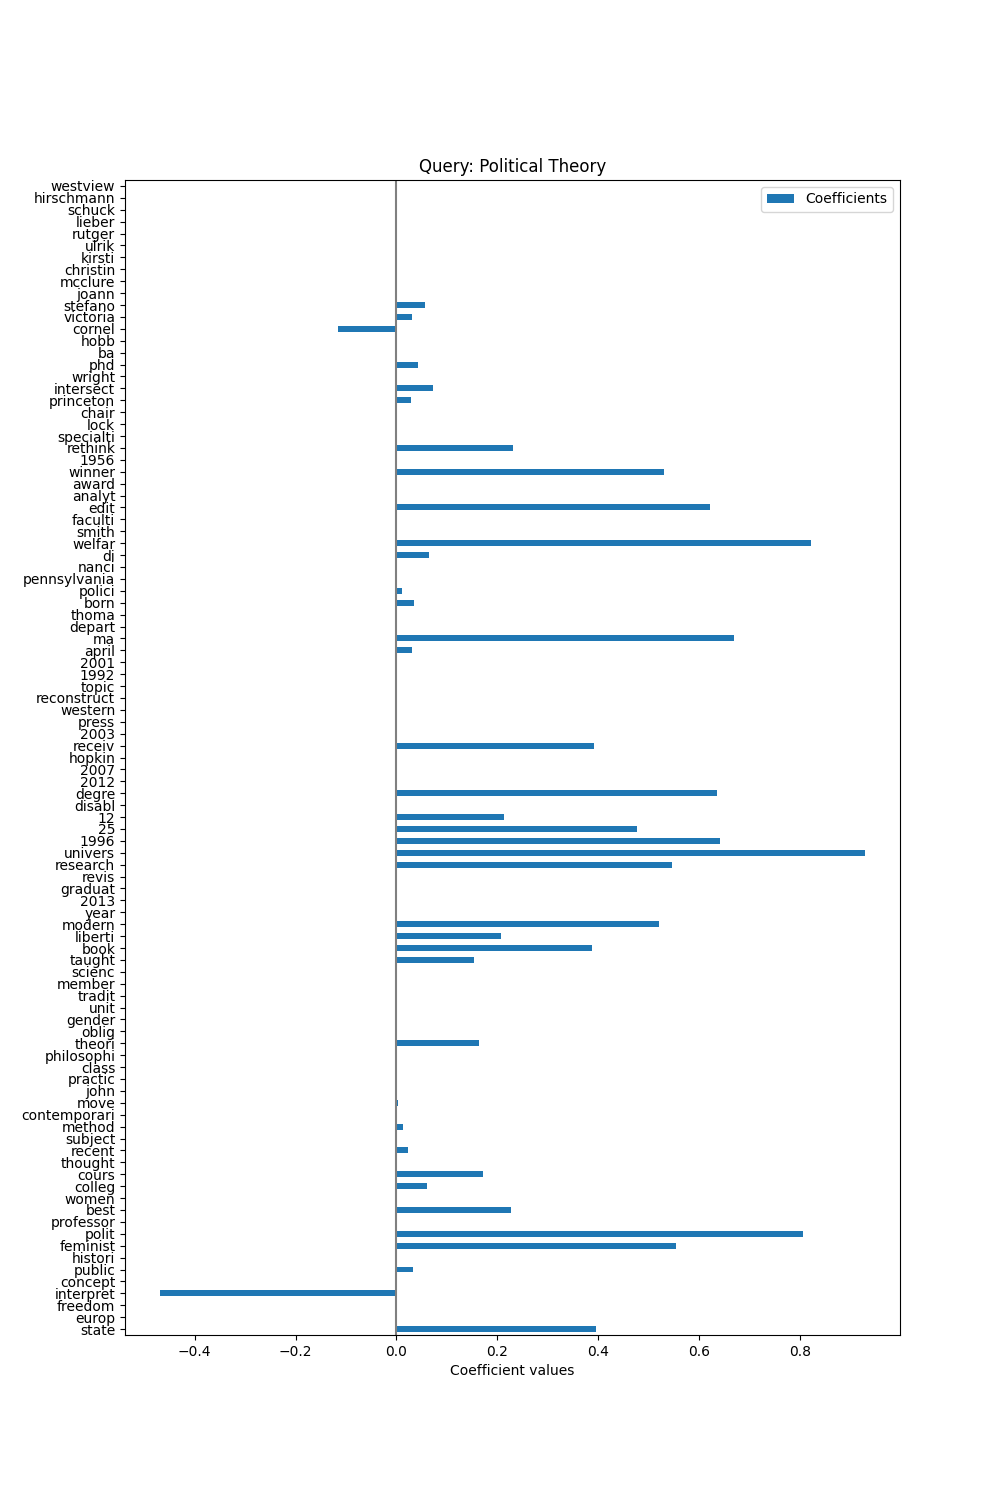 Query: Political Theory
Coefficients
westview
hirschmann
schuck
lieber
rutger
ulrik
kirsti
christin
mcclure
joann
stefano
victoria
cornel
hobb
ba
phd
wright
intersect
princeton
chair
lock
specialti
rethink
1956
winner
award
analyt
edit
faculti
smith
welfar
di
nanci
pennsylvania
polici
born
thoma
depart
ma
april
2001
1992
topic
reconstruct
western
press
2003
receiv
hopkin
2007
2012
degre
disabl
12
25
1996
univers
research
revis
graduat
2013
year
modern
liberti
book
taught
scienc
member
tradit
unit
gender
oblig
theori
philosophi
class
practic
john
move
contemporari
method
subject
recent
thought
cours
colleg
women
best
professor
polit
feminist
histori
public
concept
interpret
freedom
europ
state
−0.4 −0.2 0.0 0.2 0.4 0.6 0.8
Coefficient values